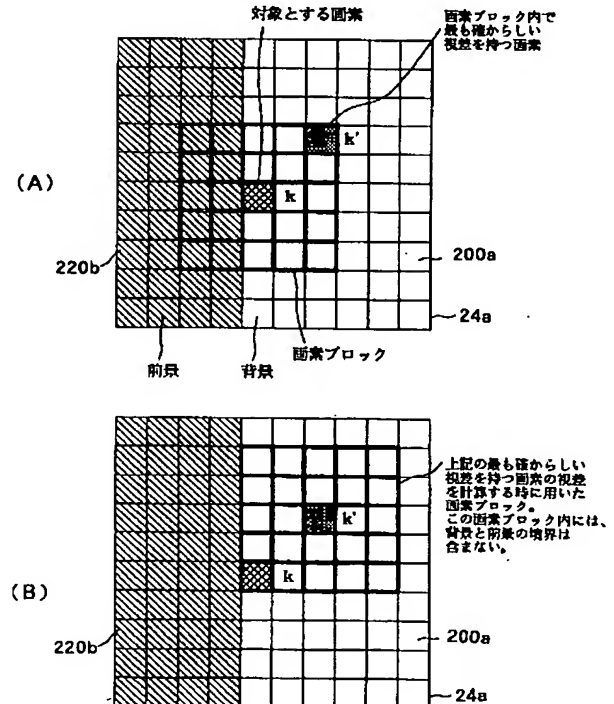 対象とする画素
画素ブロック内で
最も確からしい
視差を持つ画素
k'
(A)
k
220b
200a
24a
画素ブロック
前景
背景
上記の最も確からしい
視差を持つ画素の視差
を計算する時に用いた
画素ブロック。
この画素ブロック内には、
背景と前景の境界は
含まない。
k'
(B)
k
220b
200a
24a